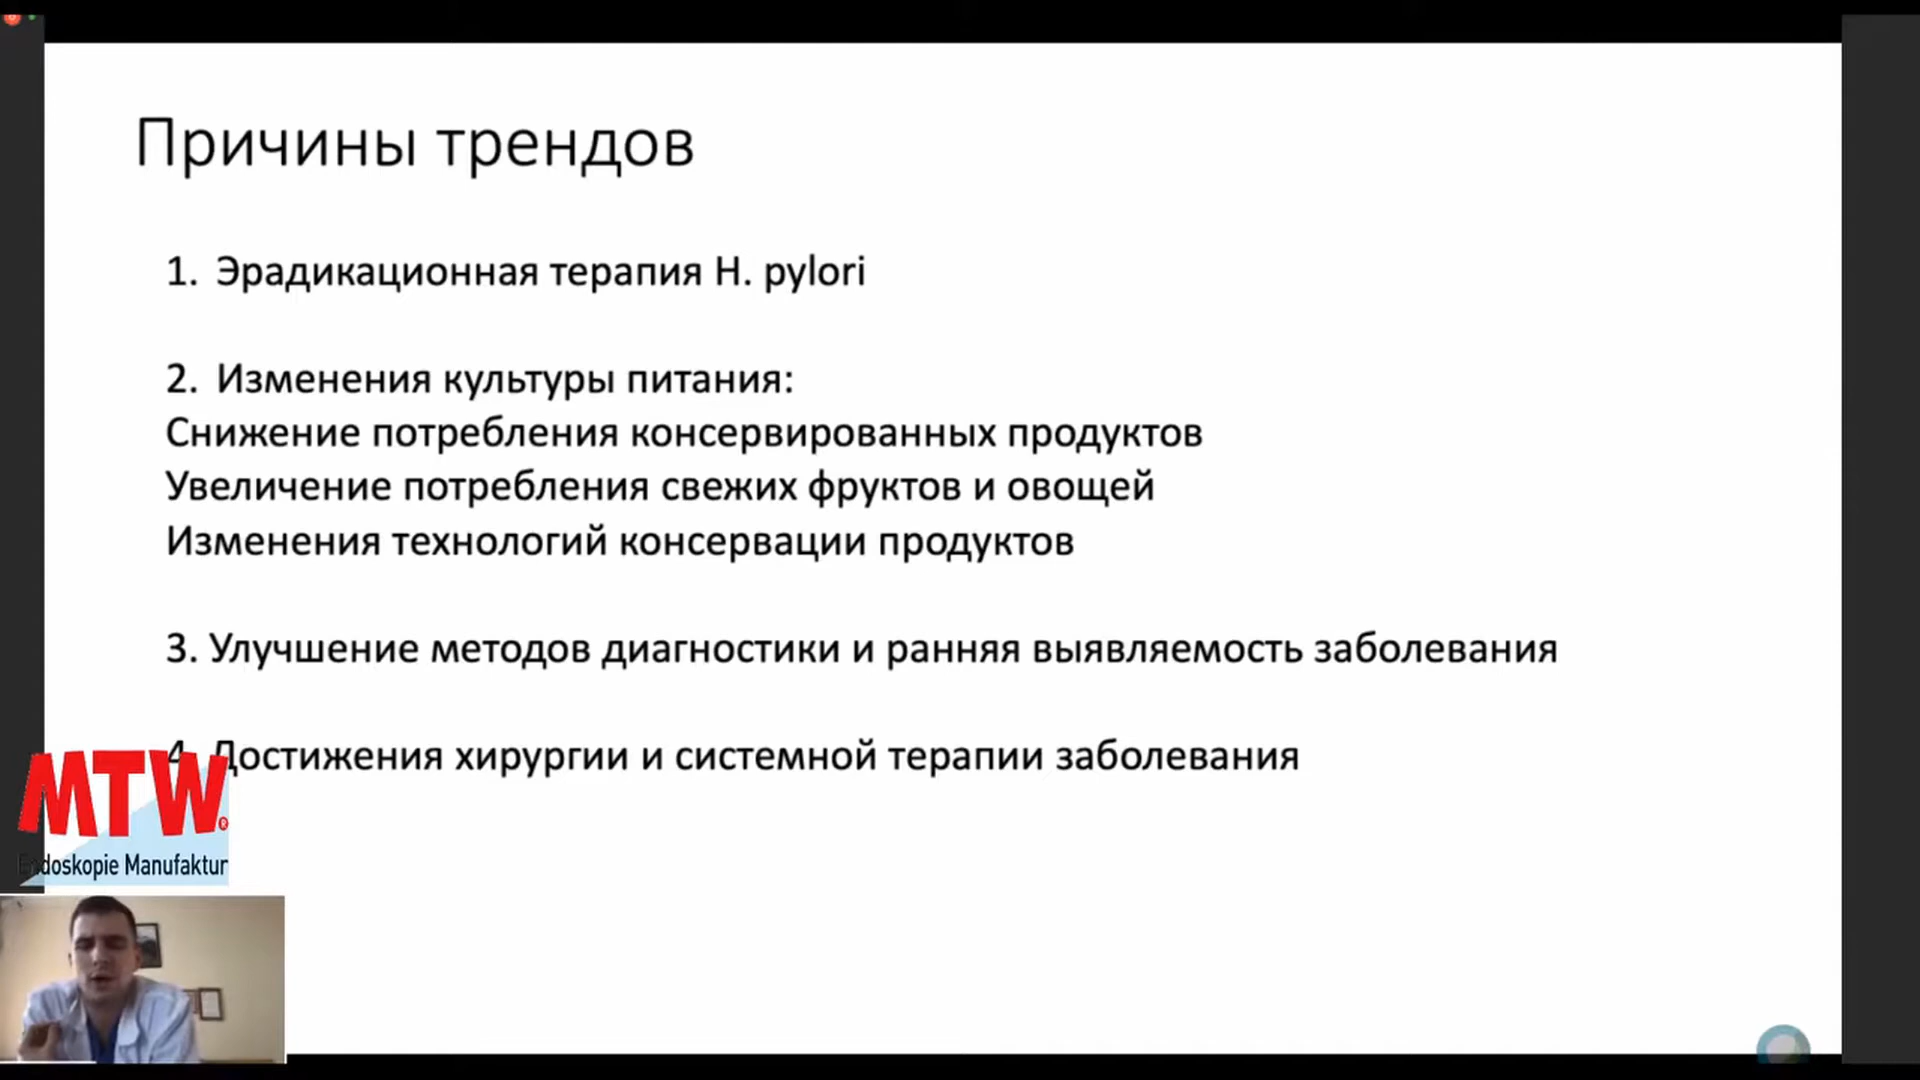 Причины трендов
1. Эрадикационная терапия H. pylori
2. Изменения культуры питания:
Снижение потребления консервированных продуктов
Увеличение потребления свежих фруктов и овощей
Изменения технологий консервации продуктов
3. Улучшение методов диагностики и ранняя выявляемость заболевания
4. Достижения хирургии и системной терапии заболевания
MTW®
Endoskopie Manufaktur